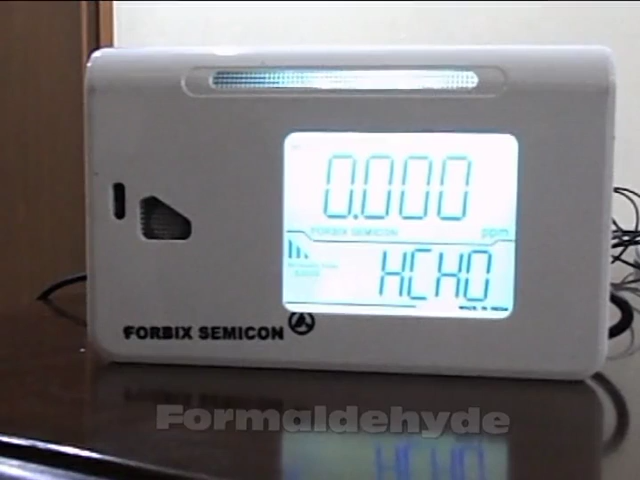 0.000
FORBIX SEMICON
ppm
HCHO
MADE IN INDIA
FORBIX SEMICON
Formaldehyde